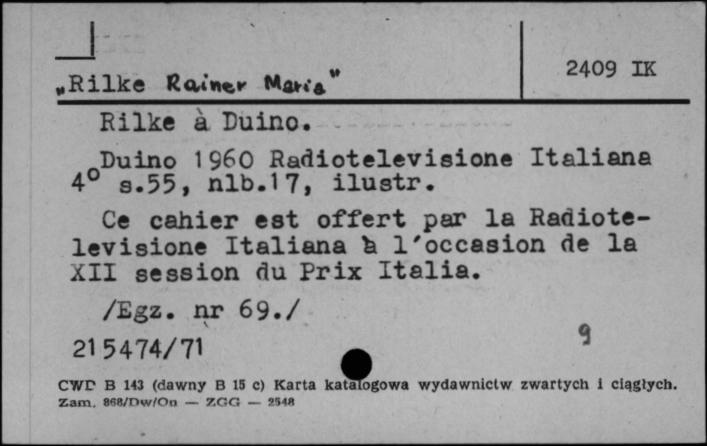 2409 IK
„Rilke Rainer Maria"
Rilke à Duino.
Duino 1960 Radiotelevisione Italiana
4° s.55, nlb.17, ilustr.
Ce cahier est offert par la Radiote-
levisione Italiana à l'occasion de la
XII session du Prix Italia.
/Egz. nr 69./
9
215474/71
CWD B 143 (dawny B 15 c) Karta katalogowa wydawnictw zwartych i ciągłych.
Zam. 868/Dw/On — ZGG — 2548